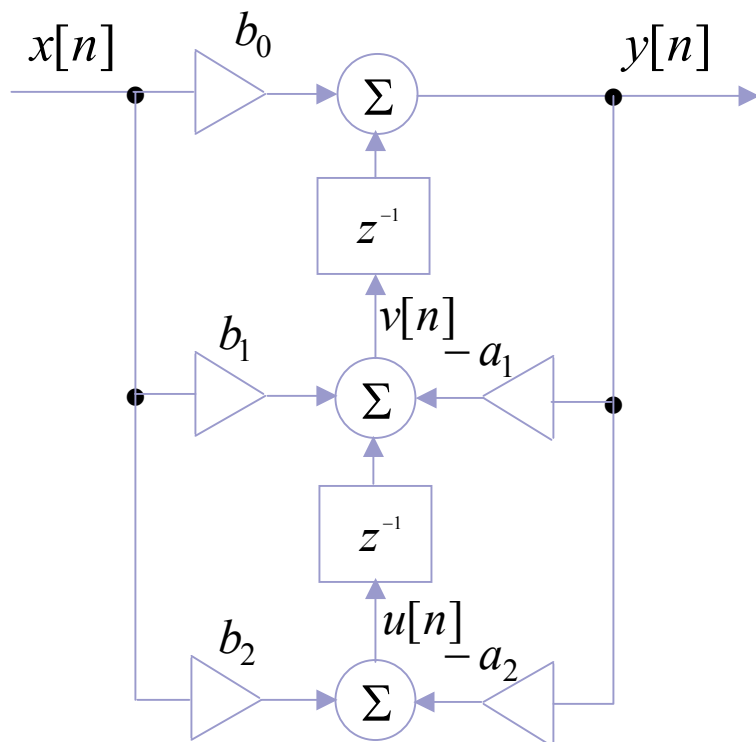 b₀
x[n]
y[n]
Σ
z⁻¹
v[n]
b₁
−a₁
Σ
z⁻¹
u[n]
b₂
−a₂
Σ